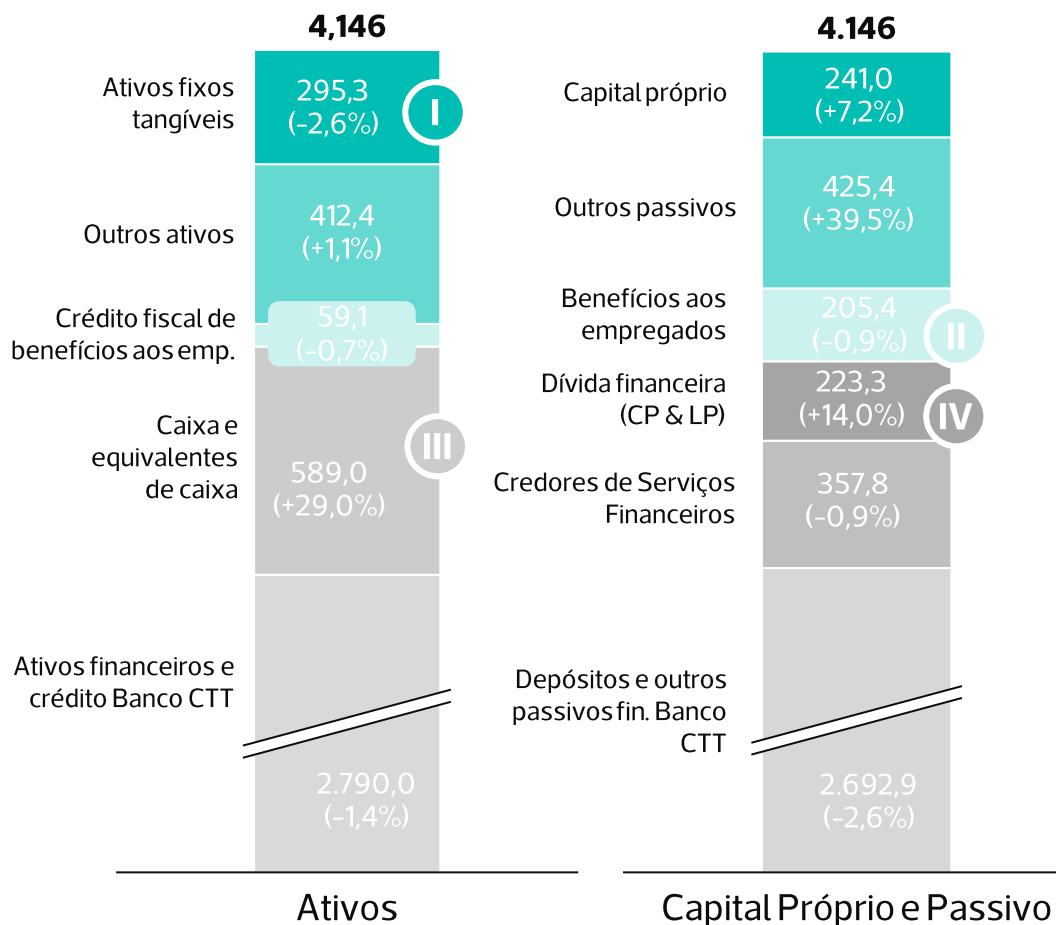 4,146
Ativos fixos
tangíveis
295,3
(-2,6%)
I
Outros ativos
412,4
(+1,1%)
Crédito fiscal de
benefícios aos emp.
59,1
(-0,7%)
Caixa e
equivalentes
de caixa
589,0
(+29,0%)
III
Ativos financeiros e
crédito Banco CTT
2.790,0
(-1,4%)
Ativos
4.146
Capital próprio
241,0
(+7,2%)
Outros passivos
425,4
(+39,5%)
Benefícios aos
empregados
205,4
(-0,9%)
II
Dívida financeira
(CP & LP)
223,3
(+14,0%)
IV
Credores de Serviços
Financeiros
357,8
(-0,9%)
Depósitos e outros
passivos fin. Banco
CTT
2.692,9
(-2,6%)
Capital Próprio e Passivo